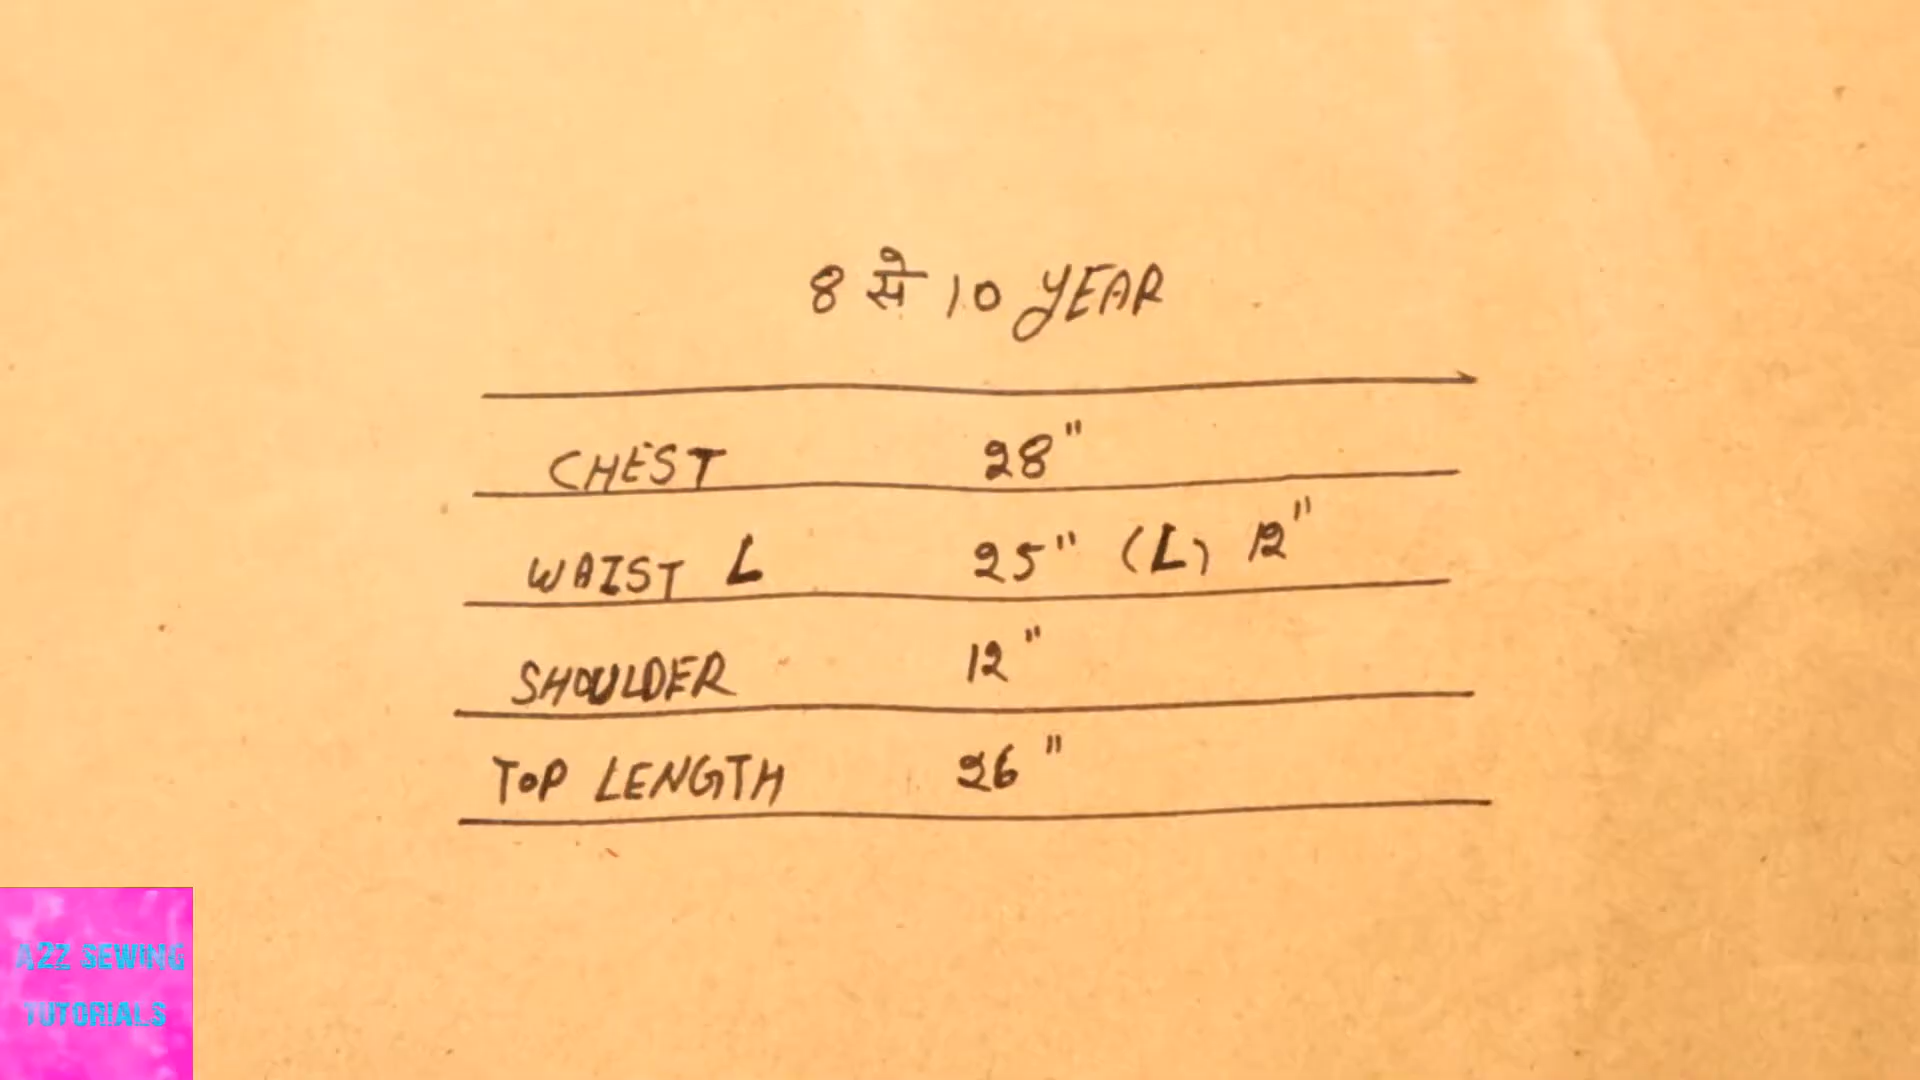 8 से 10 YEAR
CHEST 28"
WAIST L 25" (L) 12"
SHOULDER 12"
TOP LENGTH 26"
A2Z SEWING
TUTORIALS